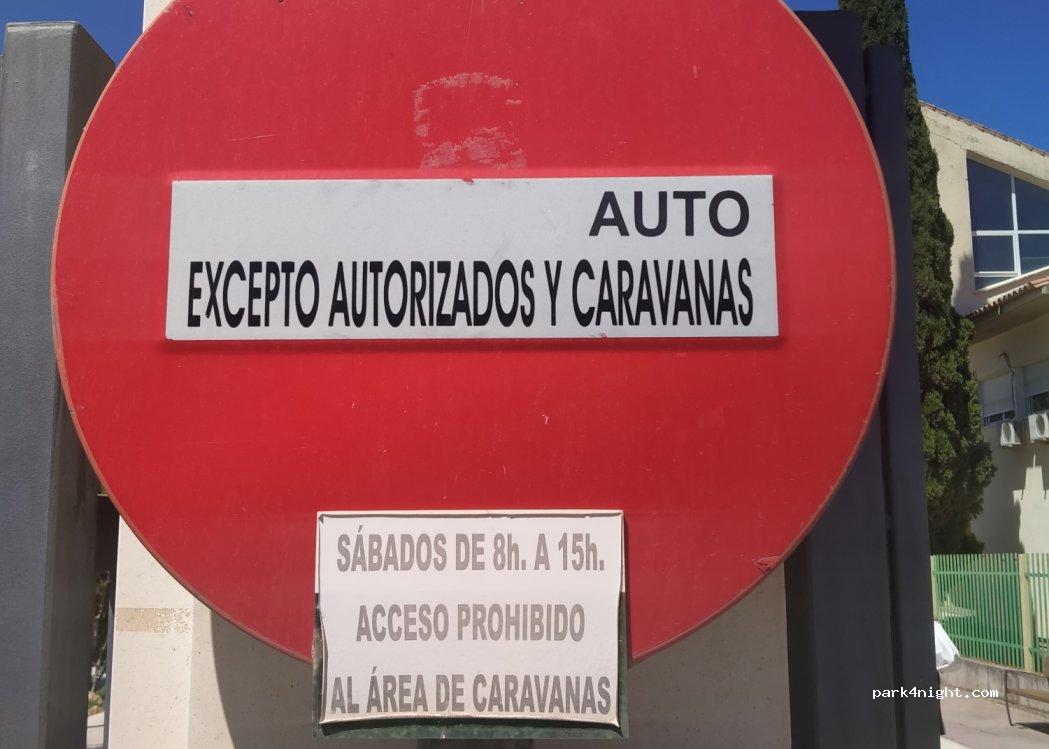 AUTO
EXCEPTO AUTORIZADOS Y CARAVANAS
SÁBADOS DE 8h. A 15h.
ACCESO PROHIBIDO
AL ÁREA DE CARAVANAS
park4night.com